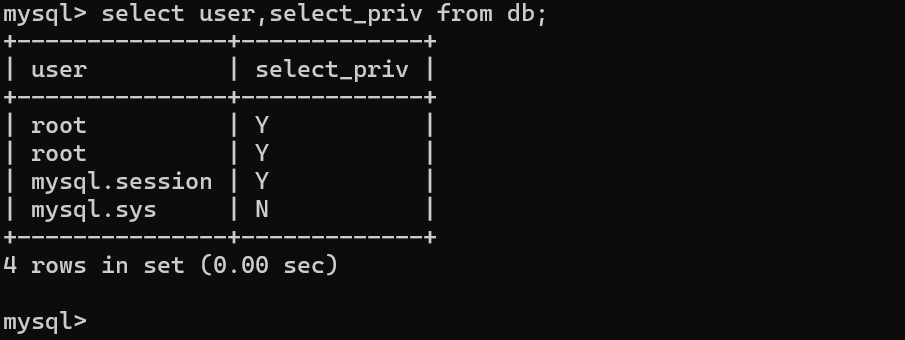 mysql> select user,select_priv from db;
+---------------+-------------+
| user          | select_priv |
+---------------+-------------+
| root          | Y           |
| root          | Y           |
| mysql.session | Y           |
| mysql.sys     | N           |
+---------------+-------------+
4 rows in set (0.00 sec)
mysql>